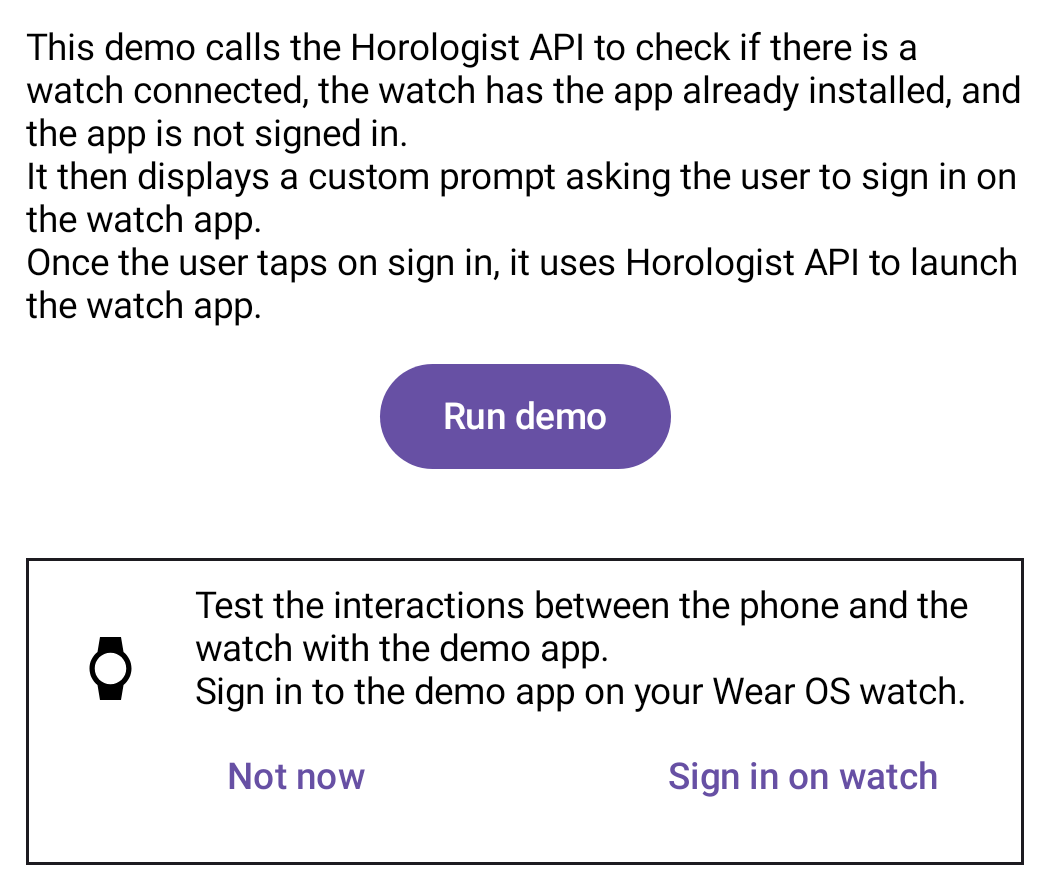 This demo calls the Horologist API to check if there is a
watch connected, the watch has the app already installed, and
the app is not signed in.
It then displays a custom prompt asking the user to sign in on
the watch app.
Once the user taps on sign in, it uses Horologist API to launch
the watch app.
Run demo
Test the interactions between the phone and the
watch with the demo app.
Sign in to the demo app on your Wear OS watch.
Not now
Sign in on watch